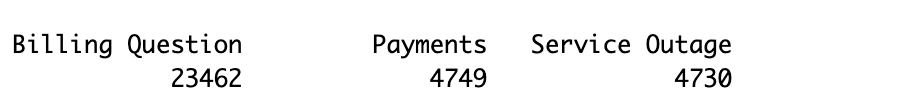 Billing Question Payments Service Outage
23462 4749 4730